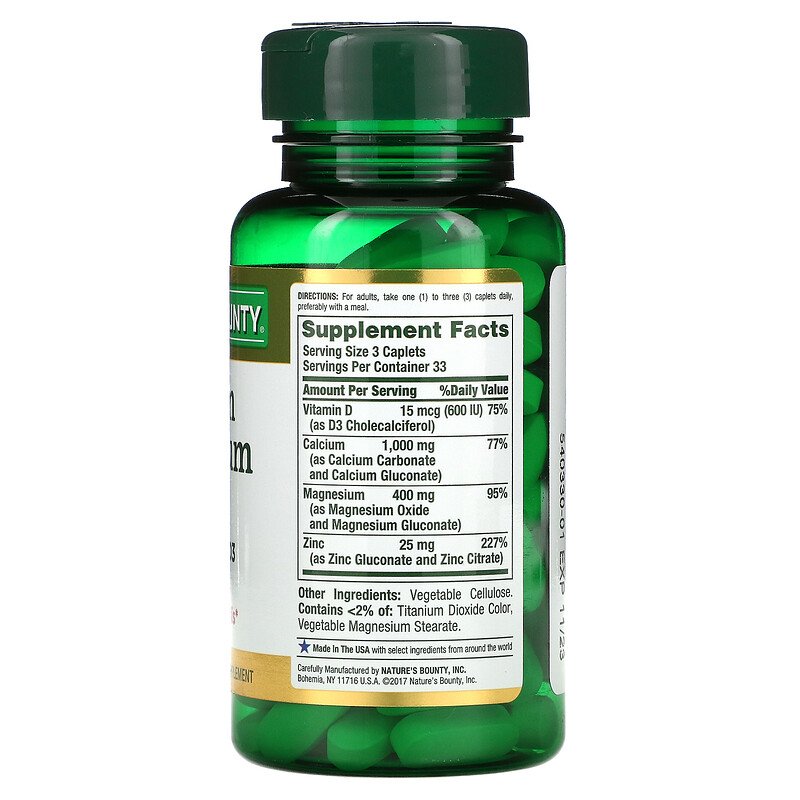 DIRECTIONS: For adults, take one (1) to three (3) caplets daily,
preferably with a meal.
Supplement Facts
Serving Size 3 Caplets
Servings Per Container 33
Amount Per Serving %Daily Value
Vitamin D 15 mcg (600 IU) 75%
(as D3 Cholecalciferol)
Calcium 1,000 mg 77%
(as Calcium Carbonate
and Calcium Gluconate)
Magnesium 400 mg 95%
(as Magnesium Oxide
and Magnesium Gluconate)
Zinc 25 mg 227%
(as Zinc Gluconate and Zinc Citrate)
Other Ingredients: Vegetable Cellulose.
Contains <2% of: Titanium Dioxide Color,
Vegetable Magnesium Stearate.
Made In The USA with select ingredients from around the world
Carefully Manufactured by NATURE'S BOUNTY, INC.
Bohemia, NY 11716 U.S.A. ©2017 Nature's Bounty, Inc.
540330-01 EXP 11/23